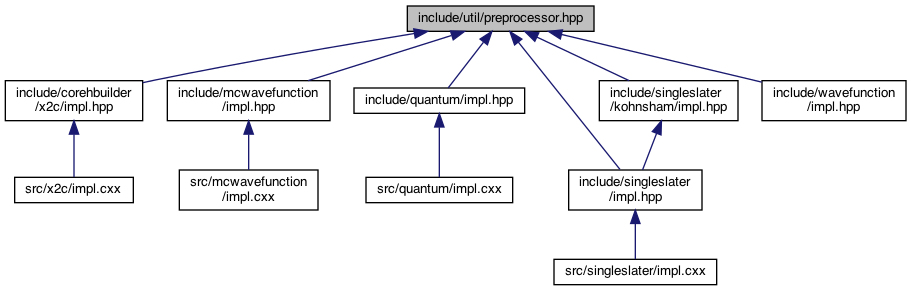 include/util/preprocessor.hpp
include/corehbuilder
/x2c/impl.hpp
include/mcwavefunction
/impl.hpp
include/quantum/impl.hpp
include/singleslater
/kohnsham/impl.hpp
include/wavefunction
/impl.hpp
src/x2c/impl.cxx
src/mcwavefunction
/impl.cxx
src/quantum/impl.cxx
include/singleslater
/impl.hpp
src/singleslater/impl.cxx